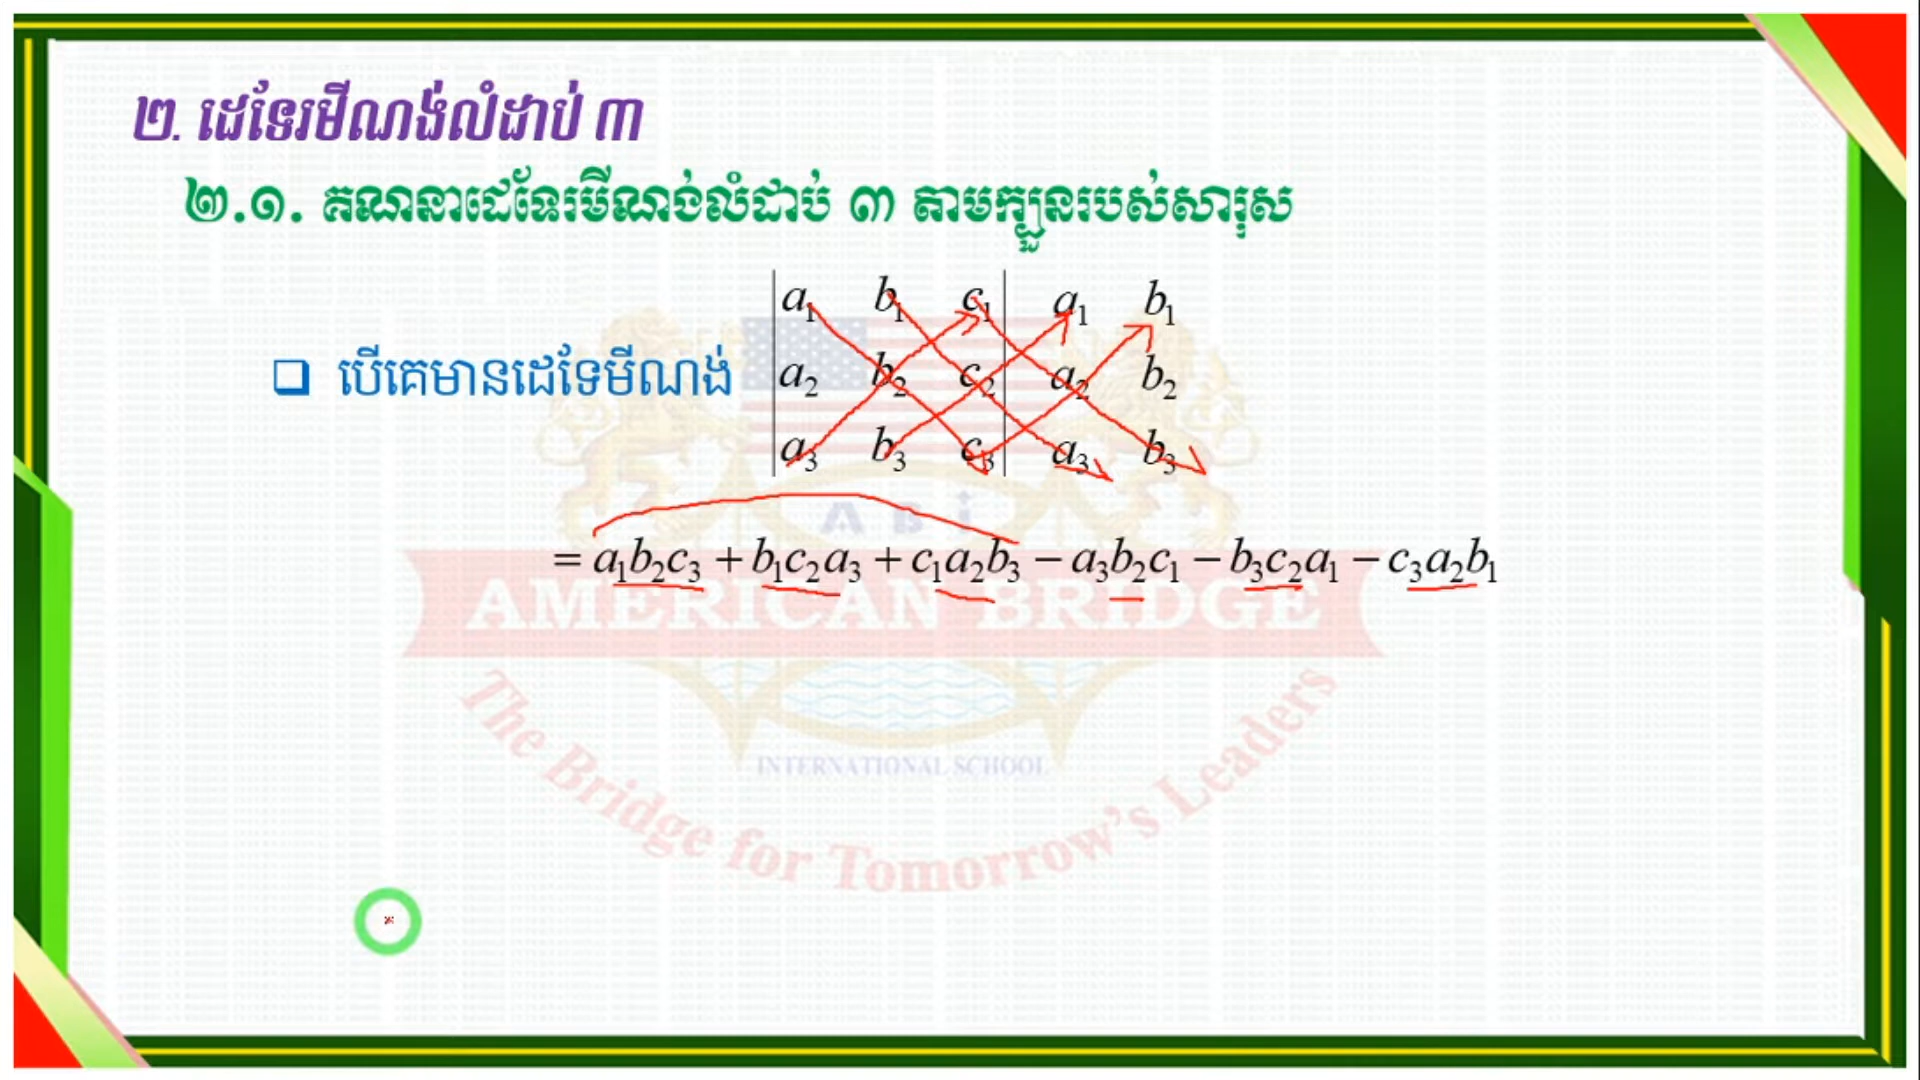 ២. ដេទែរមីណង់លំដាប់ ៣
២.១. គណនាដេទែរមីណង់លំដាប់ ៣ តាមក្បួនរបស់សារុស
a₁ b₁ c₁ a₁ b₁
❑ បើគេមានដេទែមីណង់ a₂ b₂ c₂ a₂ b₂
a₃ b₃ c₃ a₃ b₃
A B i
= a₁b₂c₃ + b₁c₂a₃ + c₁a₂b₃ − a₃b₂c₁ − b₃c₂a₁ − c₃a₂b₁
AMERICAN BRIDGE
INTERNATIONAL SCHOOL
The Bridge for Tomorrow's Leaders